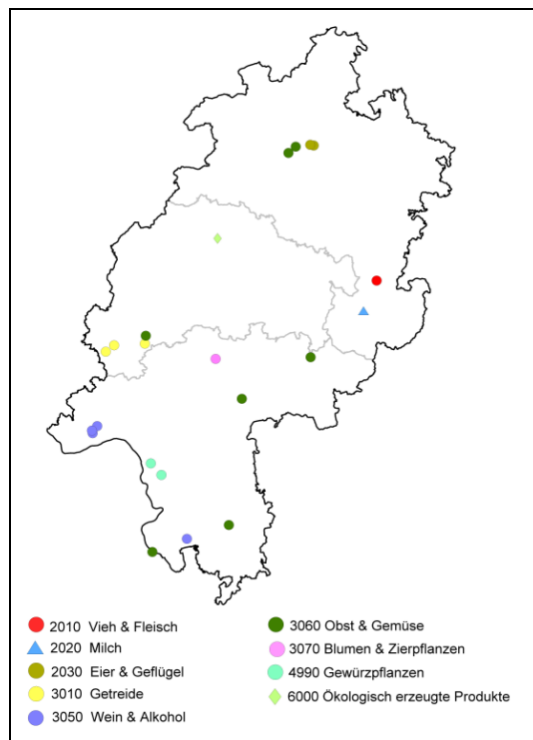 2010 Vieh & Fleisch
2020 Milch
2030 Eier & Geflügel
3010 Getreide
3050 Wein & Alkohol
3060 Obst & Gemüse
3070 Blumen & Zierpflanzen
4990 Gewürzpflanzen
6000 Ökologisch erzeugte Produkte